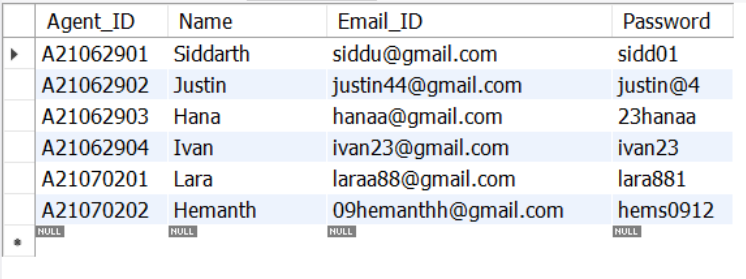 Agent_ID Name Email_ID Password
A21062901 Siddarth siddu@gmail.com sidd01
A21062902 Justin justin44@gmail.com justin@4
A21062903 Hana hanaa@gmail.com 23hanaa
A21062904 Ivan ivan23@gmail.com ivan23
A21070201 Lara laraa88@gmail.com lara881
A21070202 Hemanth 09hemanthh@gmail.com hems0912
NULL NULL NULL NULL